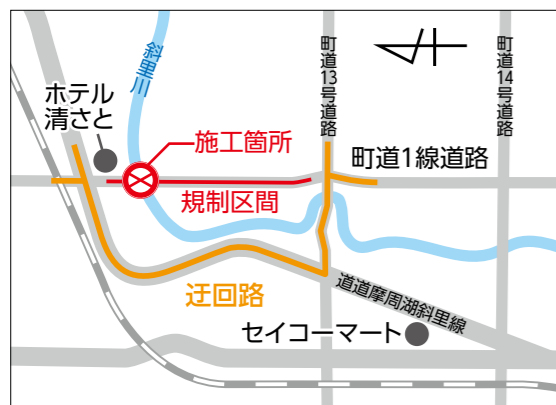 斜里川
町道13号道路
町道14号道路
ホテル
清さと
施工箇所
町道1線道路
規制区間
迂回路
道道摩周湖斜里線
セイコーマート